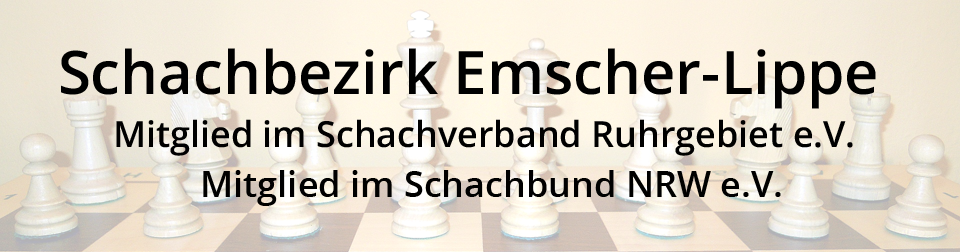 Schachbezirk Emscher-Lippe
Mitglied im Schachverband Ruhrgebiet e.V.
Mitglied im Schachbund NRW e.V.